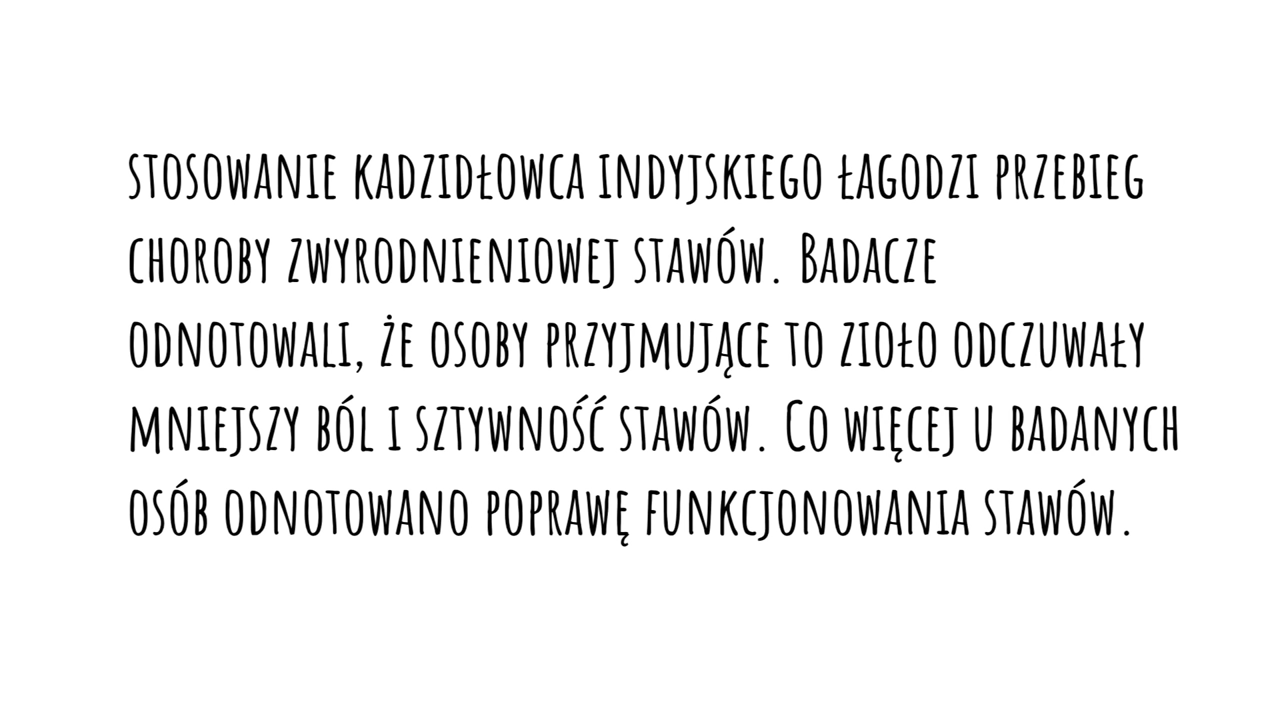 stosowanie kadzidłowca indyjskiego łagodzi przebieg
choroby zwyrodnieniowej stawów. Badacze
odnotowali, że osoby przyjmujące to zioło odczuwały
mniejszy ból i sztywność stawów. Co więcej u badanych
osób odnotowano poprawę funkcjonowania stawów.